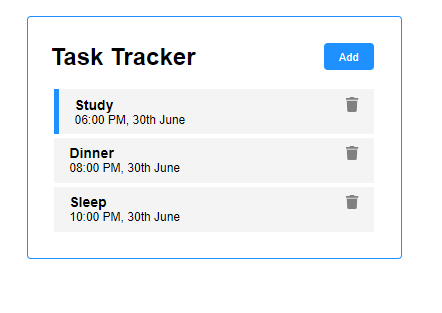 Task Tracker
Add
Study
06:00 PM, 30th June
Dinner
08:00 PM, 30th June
Sleep
10:00 PM, 30th June